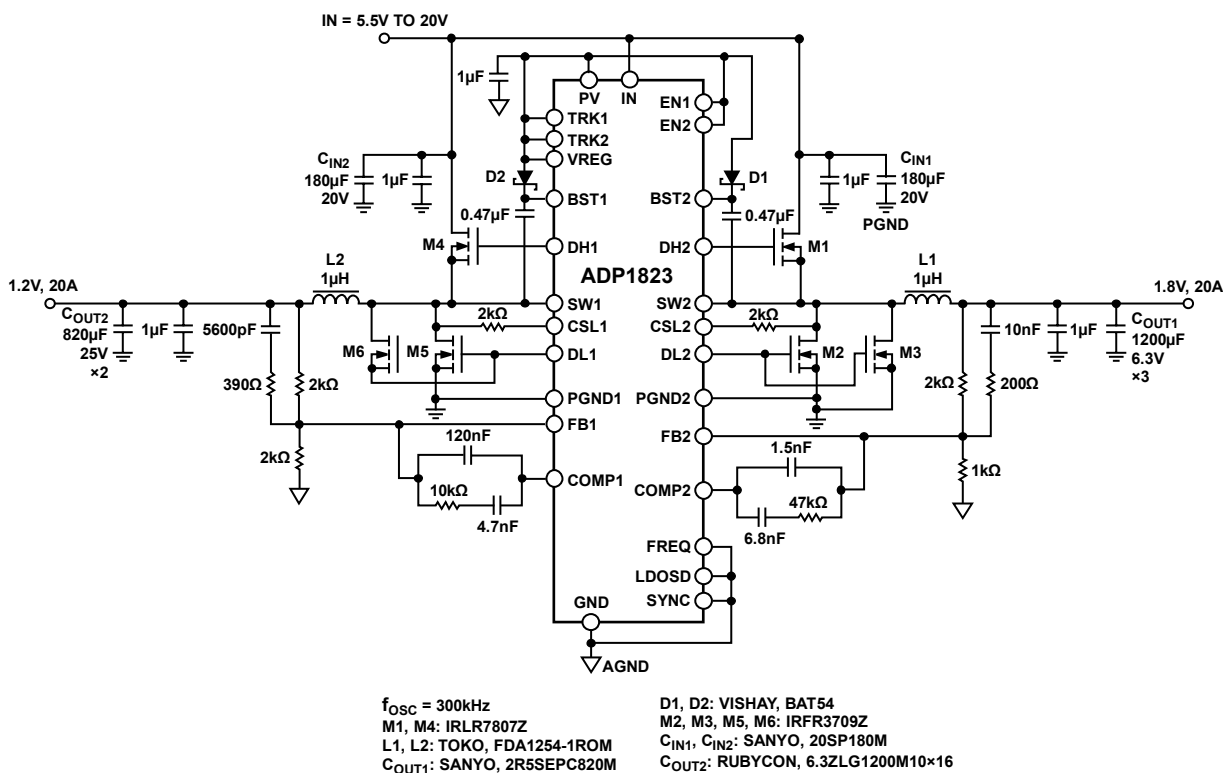 IN = 5.5V TO 20V
1µF
PV
IN
TRK1
TRK2
VREG
EN1
EN2
CIN2
180µF
20V
1µF
D2
BST1
0.47µF
M4
DH1
D1
BST2
0.47µF
DH2
M1
1µF
CIN1
180µF
20V
PGND
ADP1823
1.2V, 20A
L2
1µH
SW1
SW2
L1
1µH
1.8V, 20A
COUT2
820µF
25V
×2
1µF
5600pF
2kΩ
CSL1
M6
M5
DL1
390Ω
2kΩ
PGND1
FB1
2kΩ
120nF
10kΩ
4.7nF
COMP1
2kΩ
CSL2
DL2
M2
M3
PGND2
FB2
2kΩ
10nF
200Ω
1µF
COUT1
1200µF
6.3V
×3
1kΩ
1.5nF
47kΩ
6.8nF
COMP2
FREQ
LDOSD
SYNC
GND
AGND
fOSC = 300kHz
M1, M4: IRLR7807Z
L1, L2: TOKO, FDA1254-1ROM
COUT1: SANYO, 2R5SEPC820M
D1, D2: VISHAY, BAT54
M2, M3, M5, M6: IRFR3709Z
CIN1, CIN2: SANYO, 20SP180M
COUT2: RUBYCON, 6.3ZLG1200M10×16